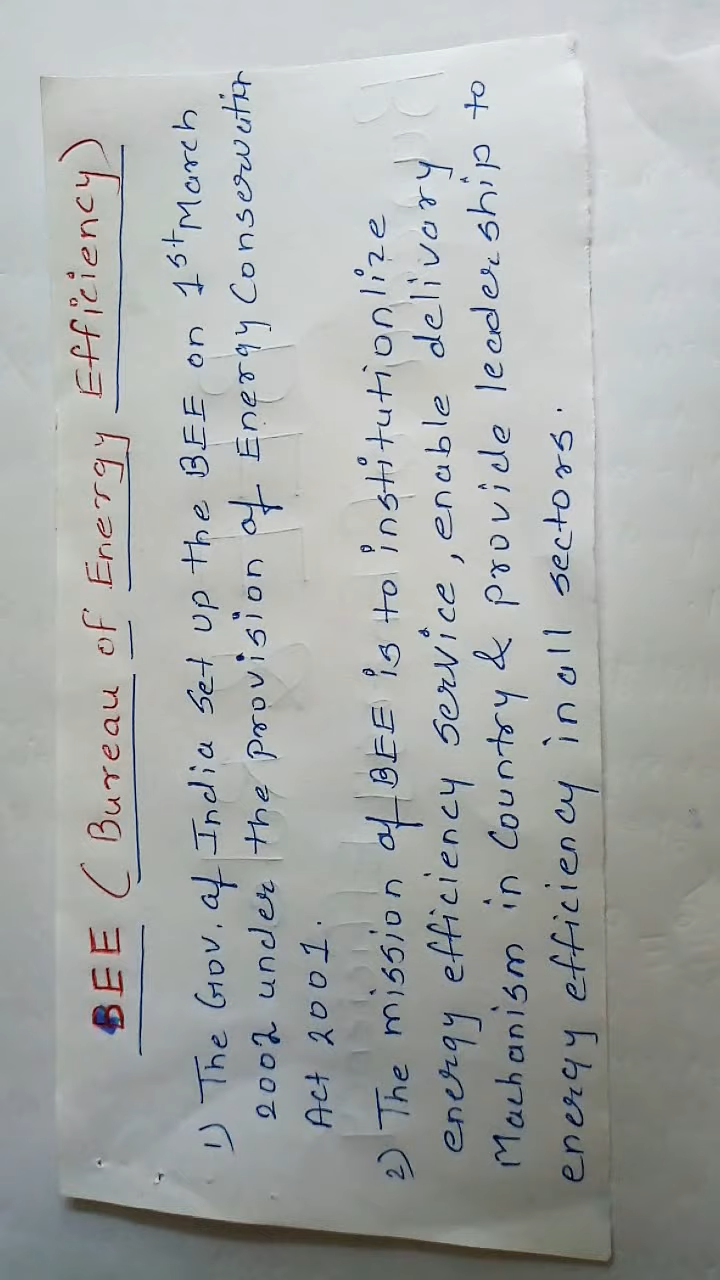 BEE (Bureau of Energy Efficiency)
1) The Gov. of India set up the BEE on 1st March
2002 under the provision of Energy Conservation
Act 2001.
2) The mission of BEE is to institutionlize
energy efficiency service, enable delivary
Machanism in country & provide leadership to
energy efficiency in all sectors.